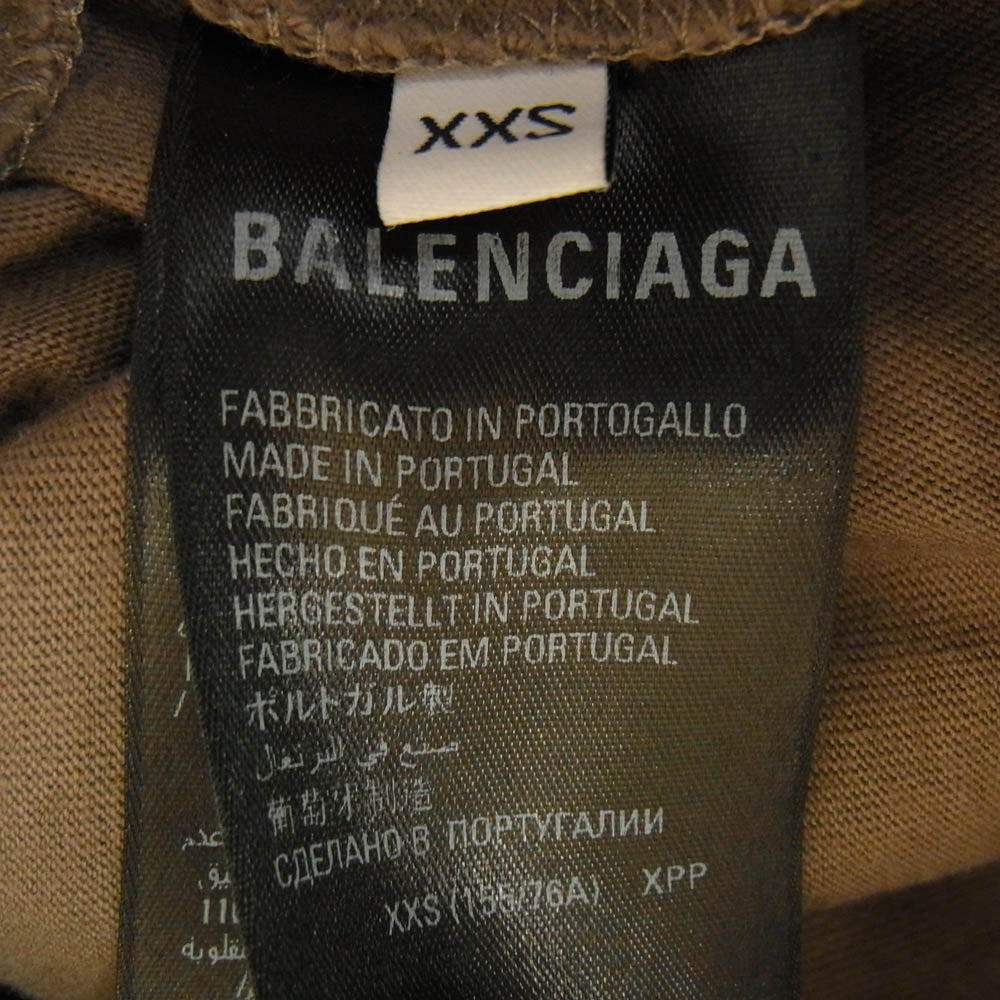 XXS
BALENCIAGA
FABBRICATO IN PORTOGALLO
MADE IN PORTUGAL
FABRIQUÉ AU PORTUGAL
HECHO EN PORTUGAL
HERGESTELLT IN PORTUGAL
FABRICADO EM PORTUGAL
ポルトガル製
صنع في البرتغال
葡萄牙制造
СДЕЛАНО В ПОРТУГАЛИИ
XXS (155/76A) XPP